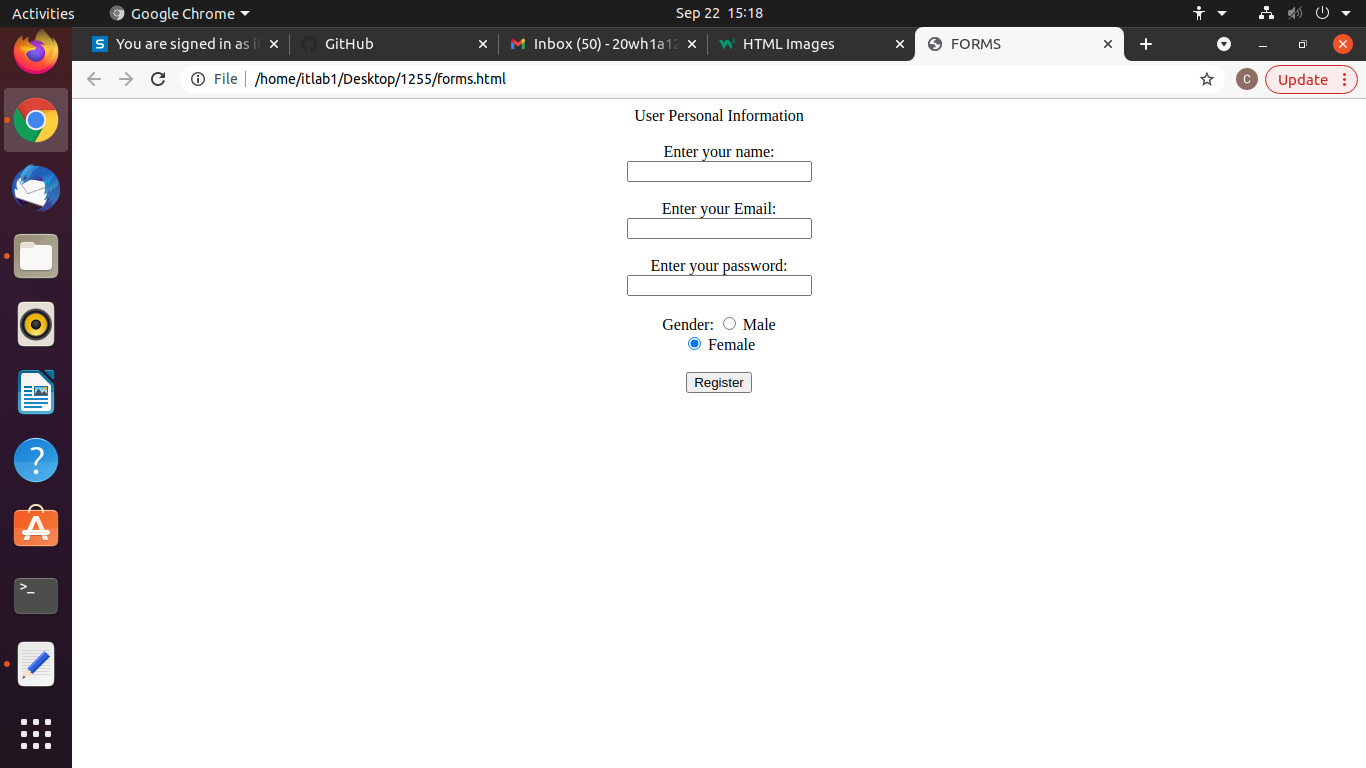 Activities
Google Chrome
Sep 22 15:18
You are signed in as
GitHub
Inbox (50) - 20wh1a12
HTML Images
FORMS
File
/home/itlab1/Desktop/1255/forms.html
C
Update
User Personal Information
Enter your name:
Enter your Email:
Enter your password:
Gender: Male
Female
Register